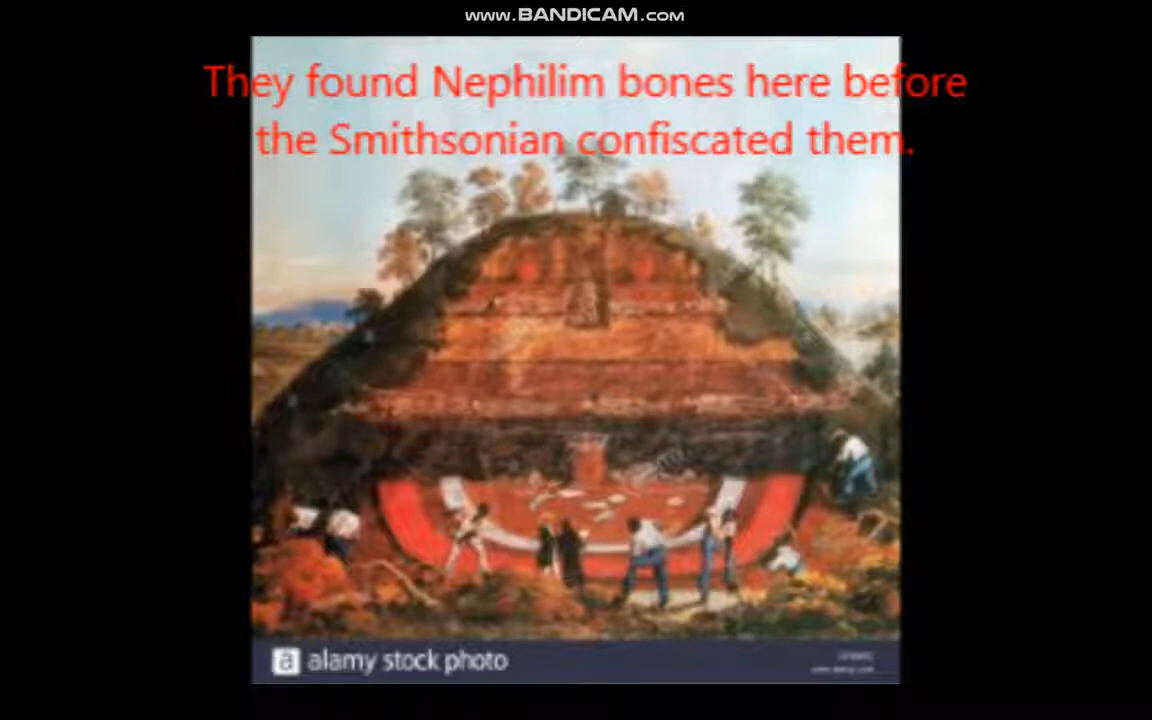 www.BANDICAM.com
They found Nephilim bones here before
the Smithsonian confiscated them.
a alamy stock photo